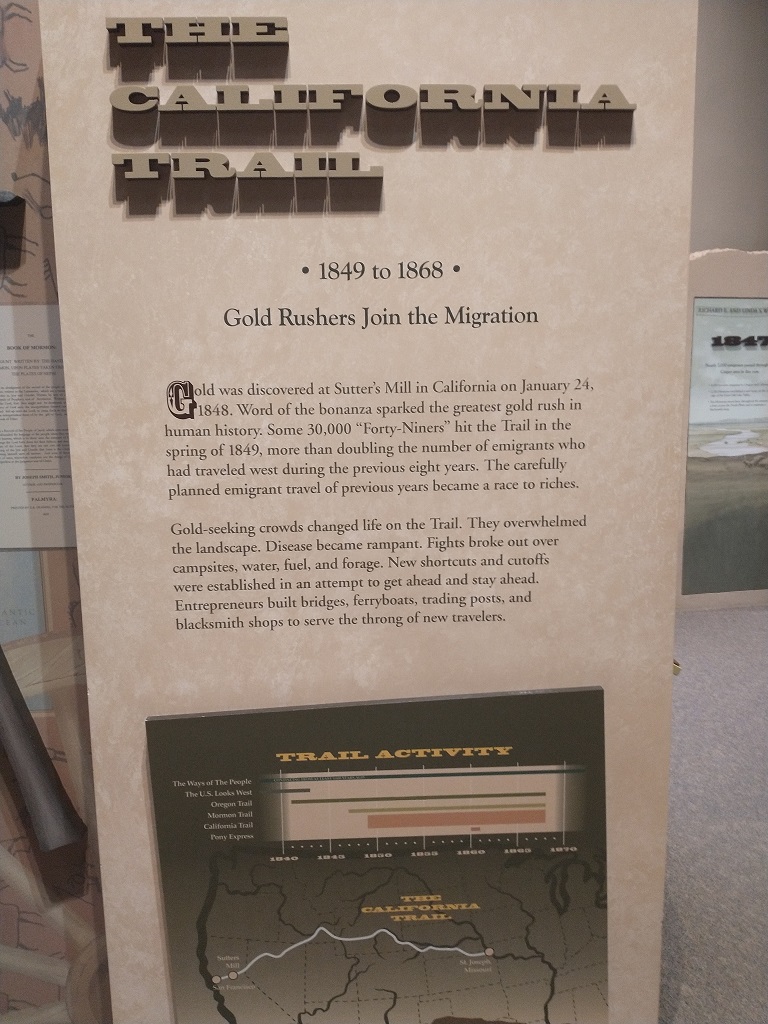 THE
CALIFORNIA
TRAIL
• 1849 to 1868 •
Gold Rushers Join the Migration
Gold was discovered at Sutter's Mill in California on January 24,
1848. Word of the bonanza sparked the greatest gold rush in
human history. Some 30,000 "Forty-Niners" hit the Trail in the
spring of 1849, more than doubling the number of emigrants who
had traveled west during the previous eight years. The carefully
planned emigrant travel of previous years became a race to riches.
Gold-seeking crowds changed life on the Trail. They overwhelmed
the landscape. Disease became rampant. Fights broke out over
campsites, water, fuel, and forage. New shortcuts and cutoffs
were established in an attempt to get ahead and stay ahead.
Entrepreneurs built bridges, ferryboats, trading posts, and
blacksmith shops to serve the throng of new travelers.
TRAIL ACTIVITY
The Ways of The People
The U.S. Looks West
Oregon Trail
Mormon Trail
California Trail
Pony Express
1840 1845 1850 1855 1860 1865 1870
THE
CALIFORNIA
TRAIL
Sutters
Mill
San Francisco
St. Joseph,
Missouri
BOOK OF MORMON
PALMYRA
1847